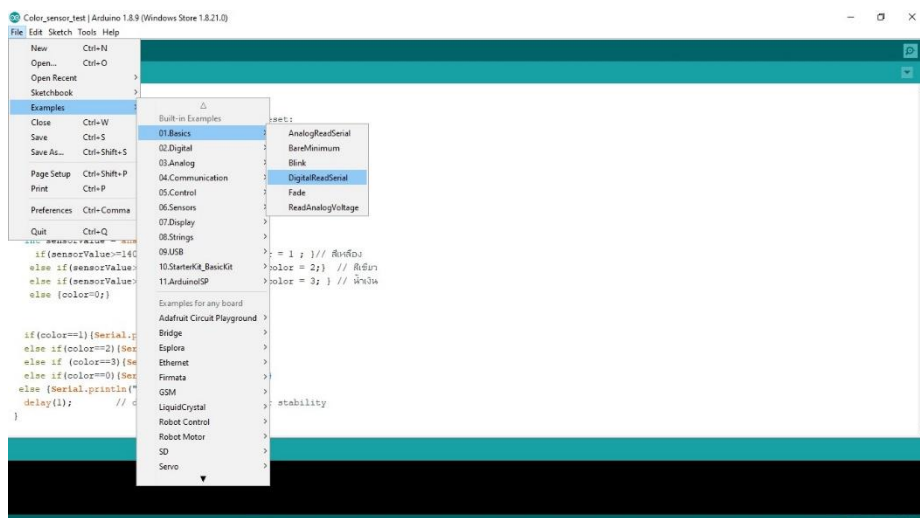 Color_sensor_test | Arduino 1.8.9 (Windows Store 1.8.21.0)
File Edit Sketch Tools Help
New Ctrl+N
Open... Ctrl+O
Open Recent
Sketchbook
Examples
Close Ctrl+W
Save Ctrl+S
Save As... Ctrl+Shift+S
Page Setup Ctrl+Shift+P
Print Ctrl+P
Preferences Ctrl+Comma
Quit Ctrl+Q
Built-in Examples
01.Basics
02.Digital
03.Analog
04.Communication
05.Control
06.Sensors
07.Display
08.Strings
09.USB
10.StarterKit_BasicKit
11.ArduinoISP
Examples for any board
Adafruit Circuit Playground
Bridge
Esplora
Ethernet
Firmata
GSM
LiquidCrystal
Robot Control
Robot Motor
SD
Servo
AnalogReadSerial
BareMinimum
Blink
DigitalReadSerial
Fade
ReadAnalogVoltage
eset:
int sensorValue = ana
if(sensorValue>=140 = 1 ; }// สีเหลือง
else if(sensorValue> color = 2;} // สีเขียว
else if(sensorValue> color = 3; } // น้ำเงิน
else {color=0;}
if(color==1){Serial.p
else if(color==2){Ser
else if (color==3){Se
else if(color==0){Ser
else {Serial.println("
delay(1); // stability
}